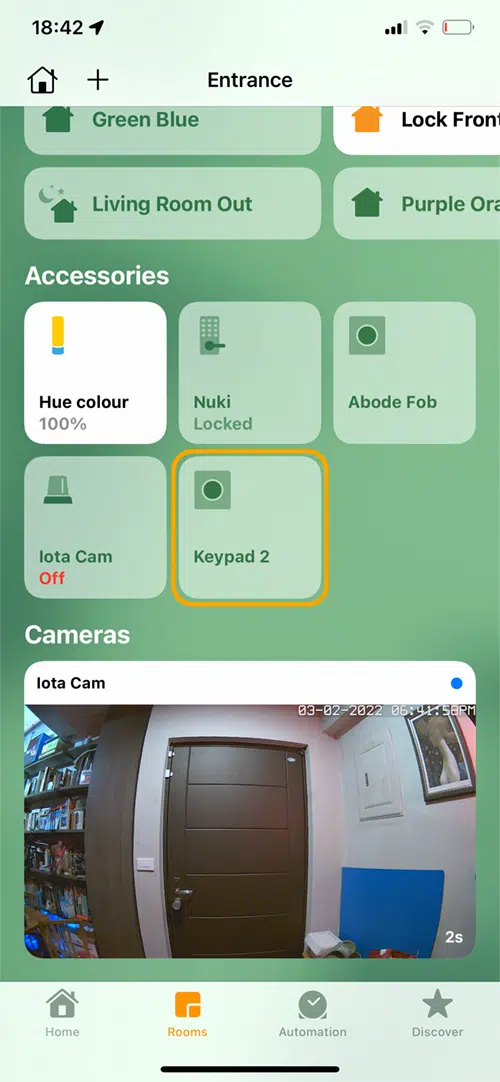 18:42
Entrance
Green Blue
Lock Front
Living Room Out
Purple Ora
Accessories
Hue colour
100%
Nuki
Locked
Abode Fob
Iota Cam
Off
Keypad 2
Cameras
Iota Cam
03-02-2022 06:41:58PM
2s
Home
Rooms
Automation
Discover